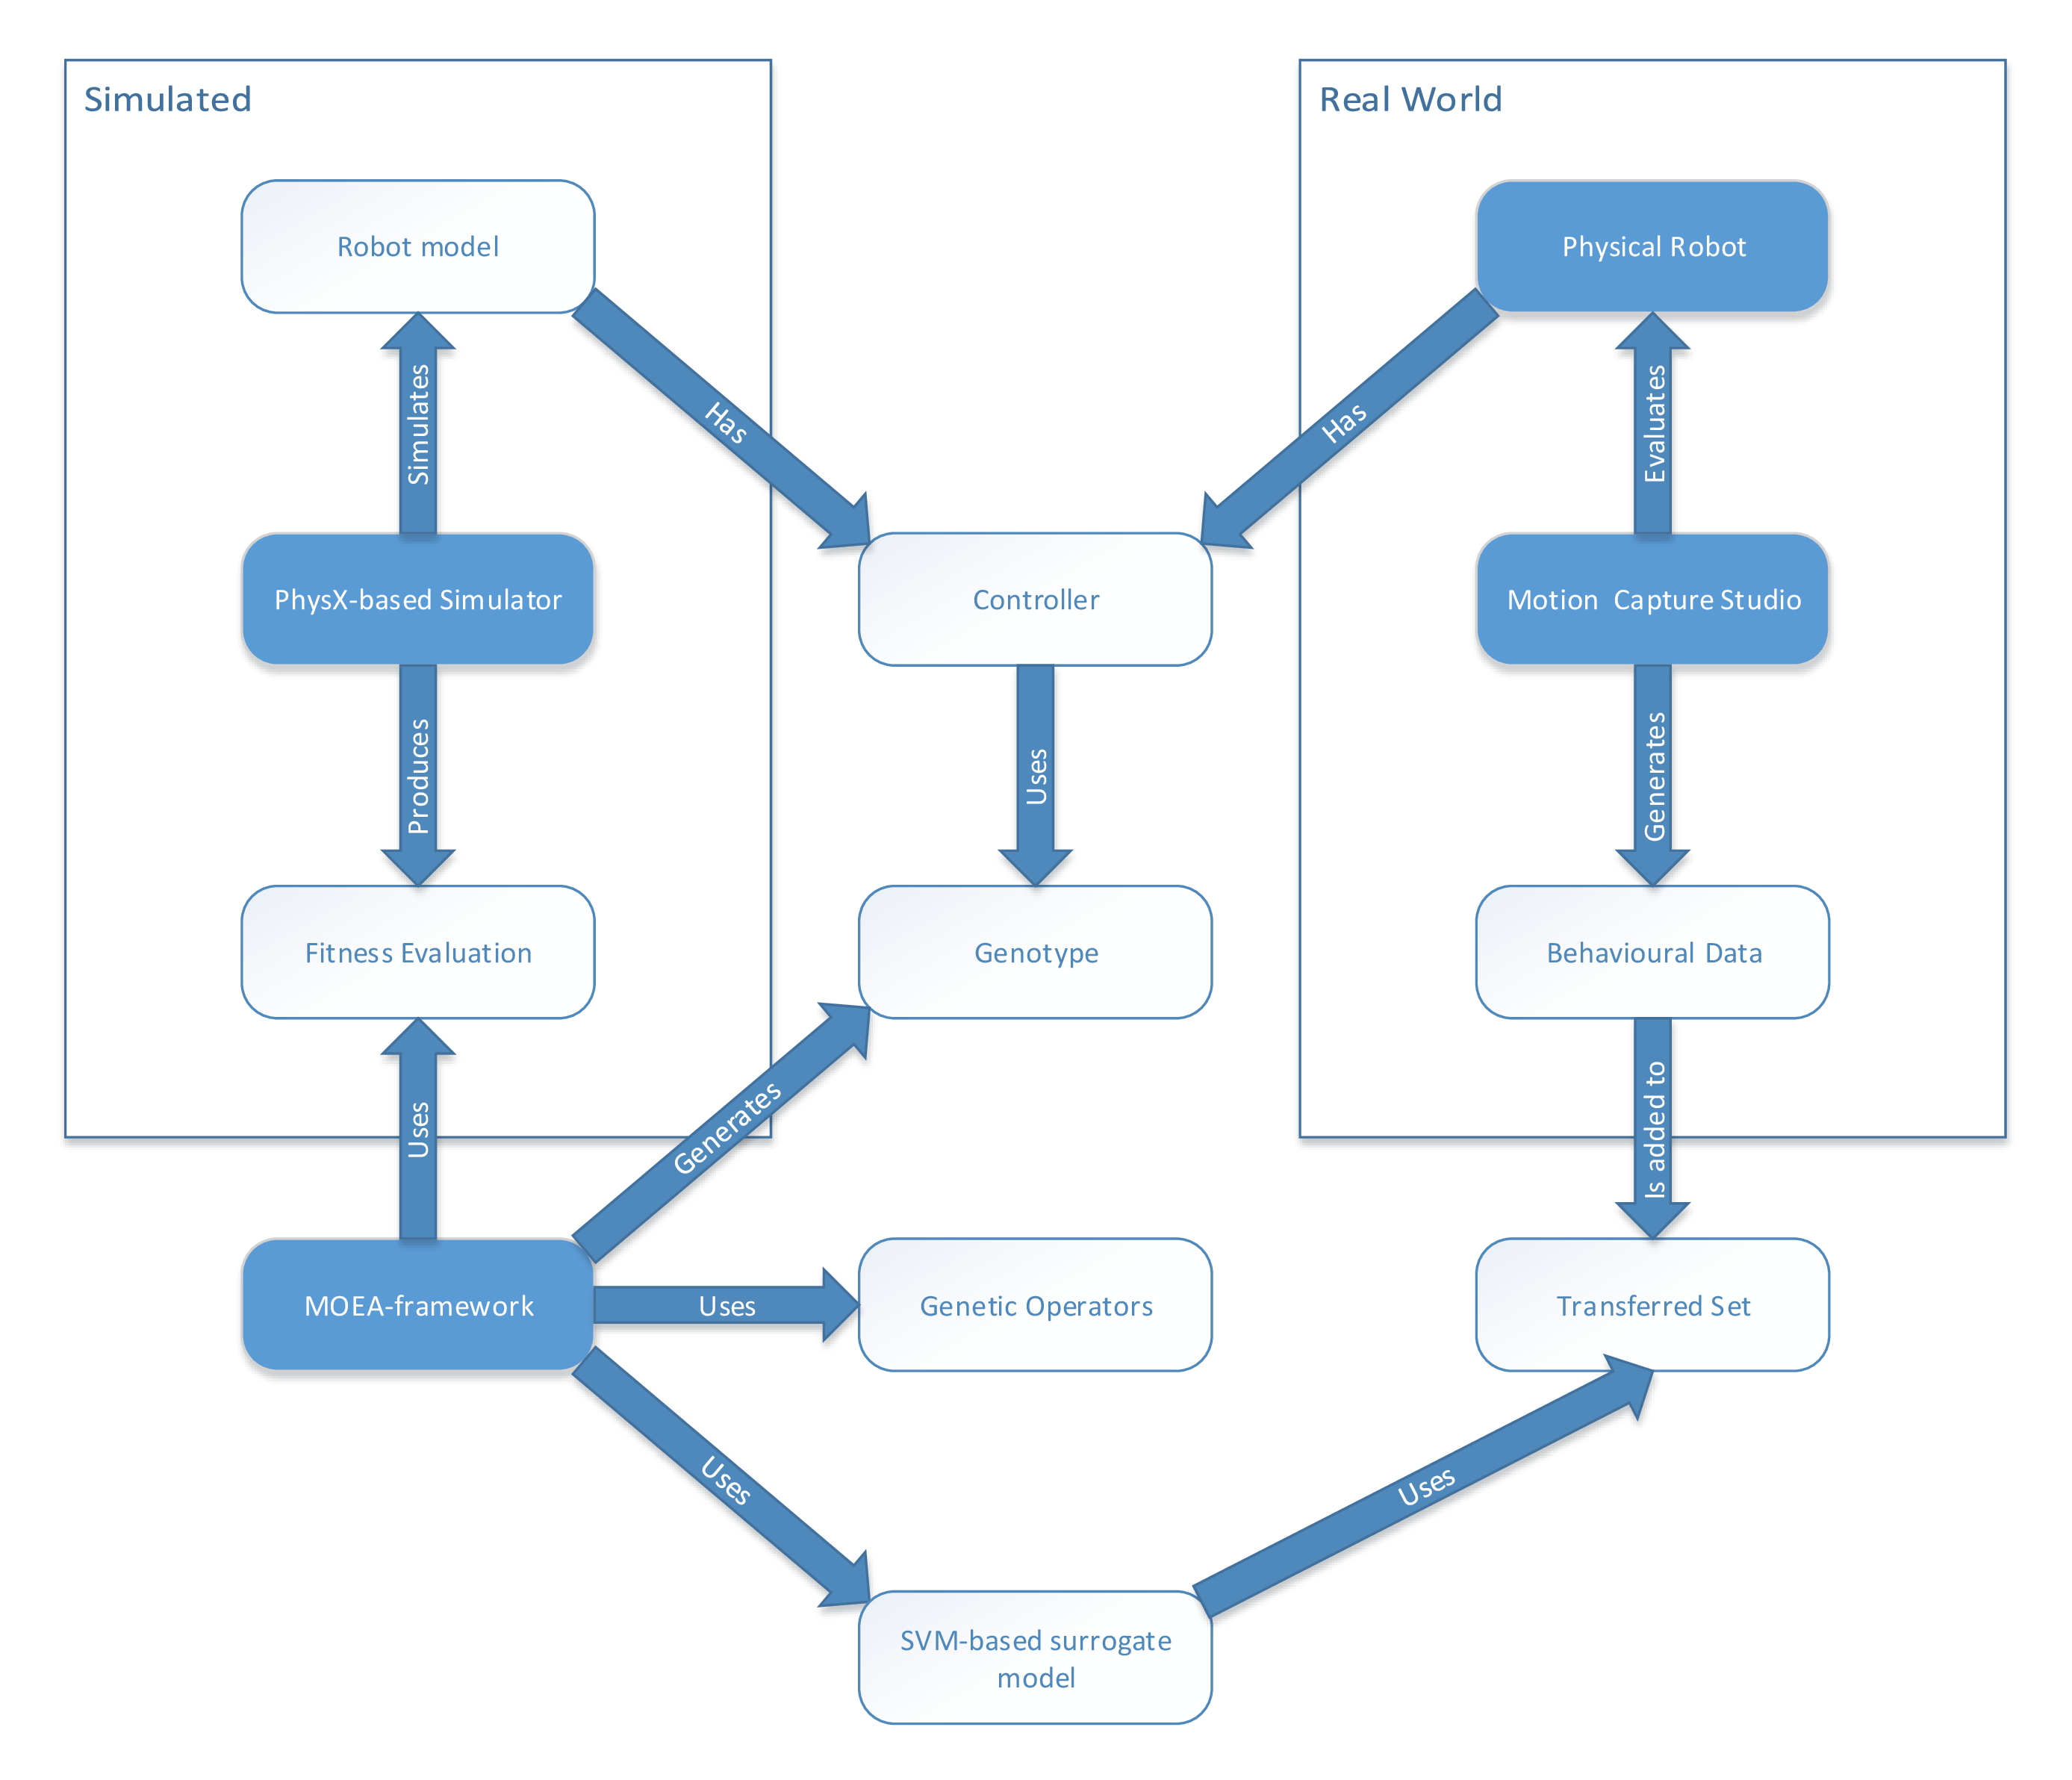 Simulated
Real World
Robot model
Physical Robot
Simulates
Has
Has
Evaluates
PhysX-based Simulator
Controller
Motion Capture Studio
Produces
Uses
Generates
Fitness Evaluation
Genotype
Behavioural Data
Uses
Generates
Is added to
MOEA-framework
Uses
Genetic Operators
Transferred Set
Uses
Uses
SVM-based surrogate
model